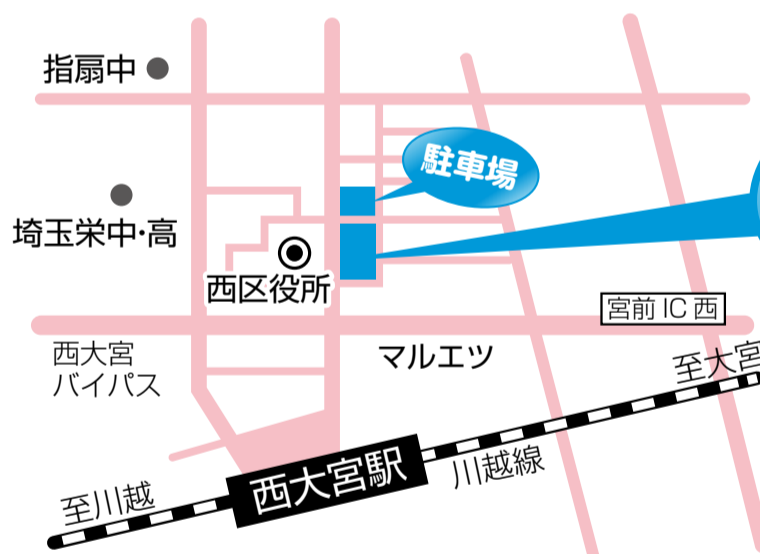 指扇中
駐車場
埼玉栄中・高
西区役所
宮前IC西
西大宮
バイパス
マルエツ
至大宮
川越線
西大宮駅
至川越